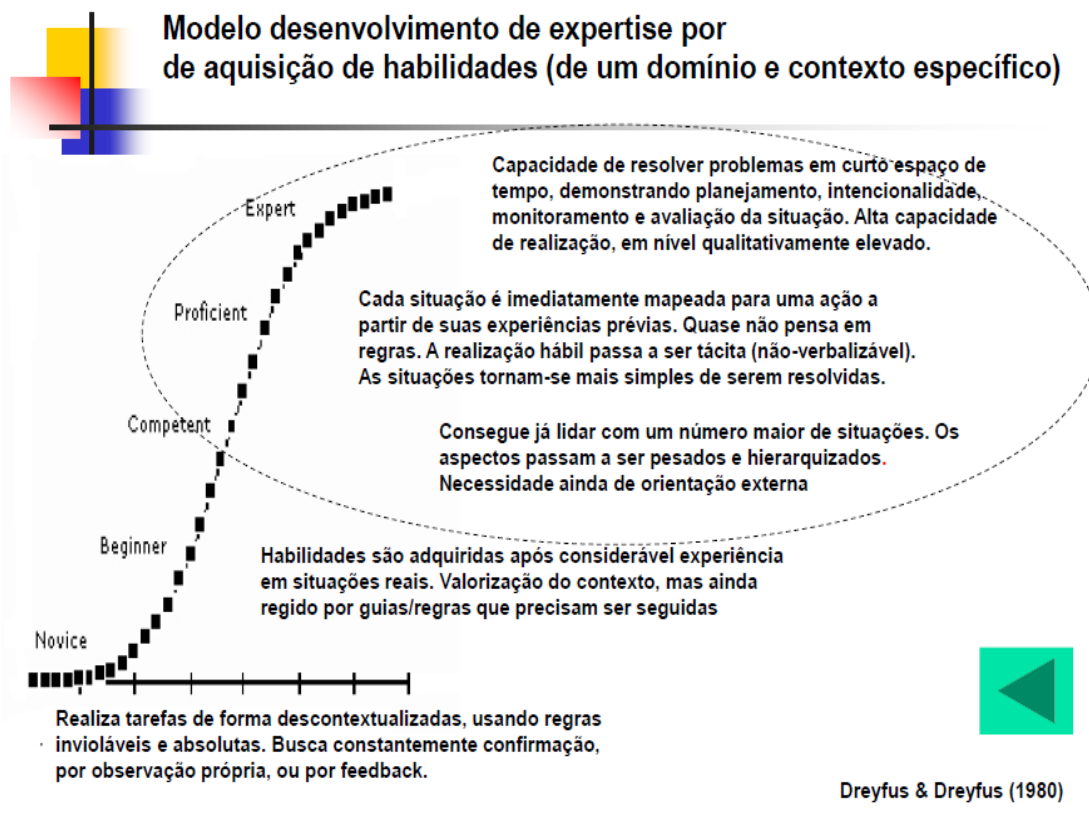 Modelo desenvolvimento de expertise por
de aquisição de habilidades (de um domínio e contexto específico)
Capacidade de resolver problemas em curto espaço de
tempo, demonstrando planejamento, intencionalidade,
monitoramento e avaliação da situação. Alta capacidade
de realização, em nível qualitativamente elevado.
Expert
Cada situação é imediatamente mapeada para uma ação a
partir de suas experiências prévias. Quase não pensa em
regras. A realização hábil passa a ser tácita (não-verbalizável).
As situações tornam-se mais simples de serem resolvidas.
Proficient
Competent
Consegue já lidar com um número maior de situações. Os
aspectos passam a ser pesados e hierarquizados.
Necessidade ainda de orientação externa
Beginner
Habilidades são adquiridas após considerável experiência
em situações reais. Valorização do contexto, mas ainda
regido por guias/regras que precisam ser seguidas
Novice
Realiza tarefas de forma descontextualizadas, usando regras
invioláveis e absolutas. Busca constantemente confirmação,
por observação própria, ou por feedback.
Dreyfus & Dreyfus (1980)